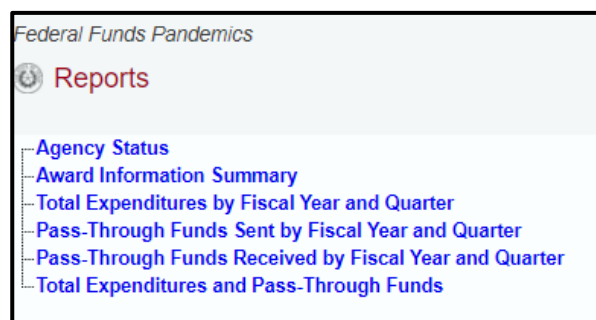 Federal Funds Pandemics
Reports
Agency Status
Award Information Summary
Total Expenditures by Fiscal Year and Quarter
Pass-Through Funds Sent by Fiscal Year and Quarter
Pass-Through Funds Received by Fiscal Year and Quarter
Total Expenditures and Pass-Through Funds